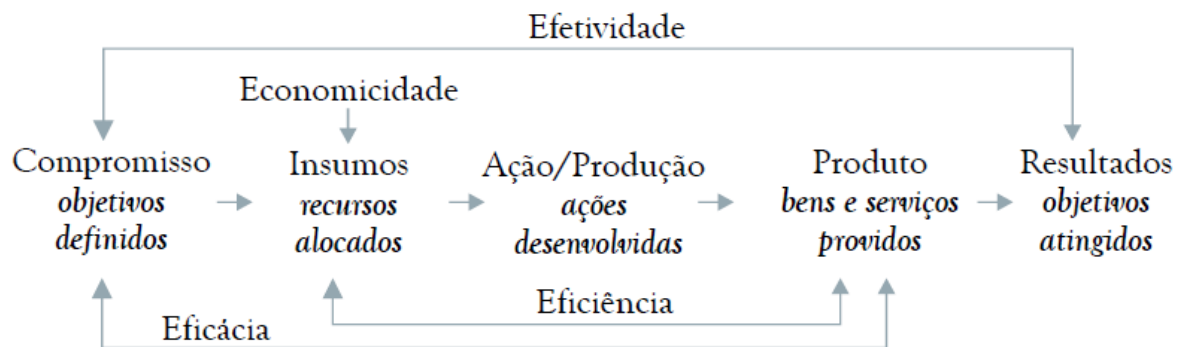 Efetividade
Economicidade
Compromisso
objetivos
definidos
Insumos
recursos
alocados
Ação/Produção
ações
desenvolvidas
Produto
bens e serviços
providos
Resultados
objetivos
atingidos
Eficiência
Eficácia